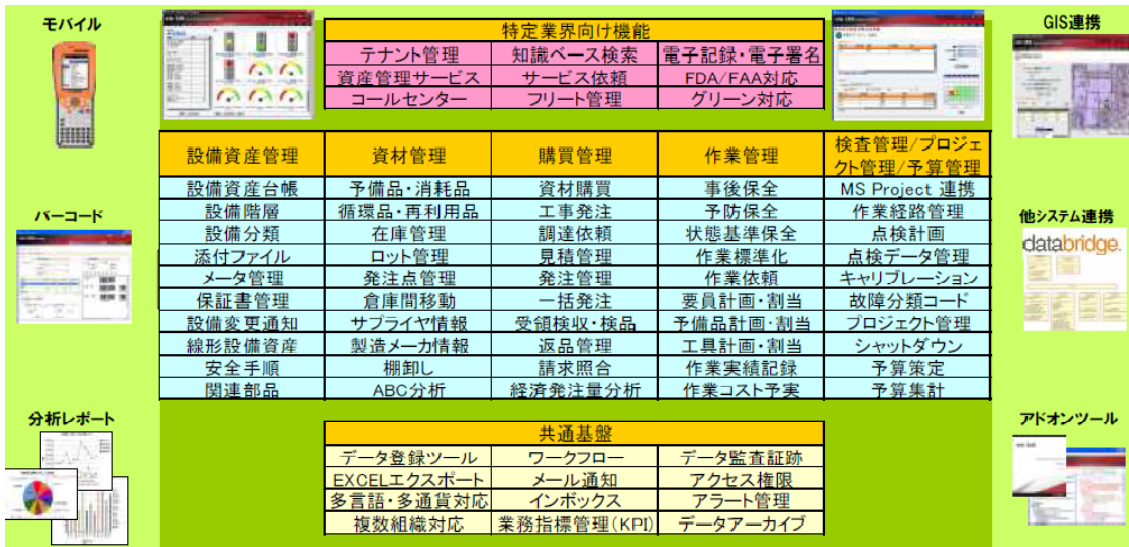 モバイル
特定業界向け機能
GIS連携
テナント管理 知識ベース検索 電子記録・電子署名
資産管理サービス サービス依頼 FDA/FAA対応
コールセンター フリート管理 グリーン対応
設備資産管理 資材管理 購買管理 作業管理 検査管理/プロジェ
クト管理/予算管理
設備資産台帳 予備品・消耗品 資材購買 事後保全 MS Project 連携
バーコード
設備階層 循環品・再利用品 工事発注 予防保全 作業経路管理
他システム連携
設備分類 在庫管理 調達依頼 状態基準保全 点検計画
databridge.
添付ファイル ロット管理 見積管理 作業標準化 点検データ管理
メータ管理 発注点管理 発注管理 作業依頼 キャリブレーション
保証書管理 倉庫間移動 一括発注 要員計画・割当 故障分類コード
設備変更通知 サプライヤ情報 受領検収・検品 予備品計画・割当 プロジェクト管理
線形設備資産 製造メーカ情報 返品管理 工具計画・割当 シャットダウン
安全手順 棚卸し 請求照合 作業実績記録 予算策定
関連部品 ABC分析 経済発注量分析 作業コスト予実 予算集計
分析レポート
アドオンツール
共通基盤
データ登録ツール ワークフロー データ監査証跡
EXCELエクスポート メール通知 アクセス権限
多言語・多通貨対応 インボックス アラート管理
複数組織対応 業務指標管理(KPI) データアーカイブ